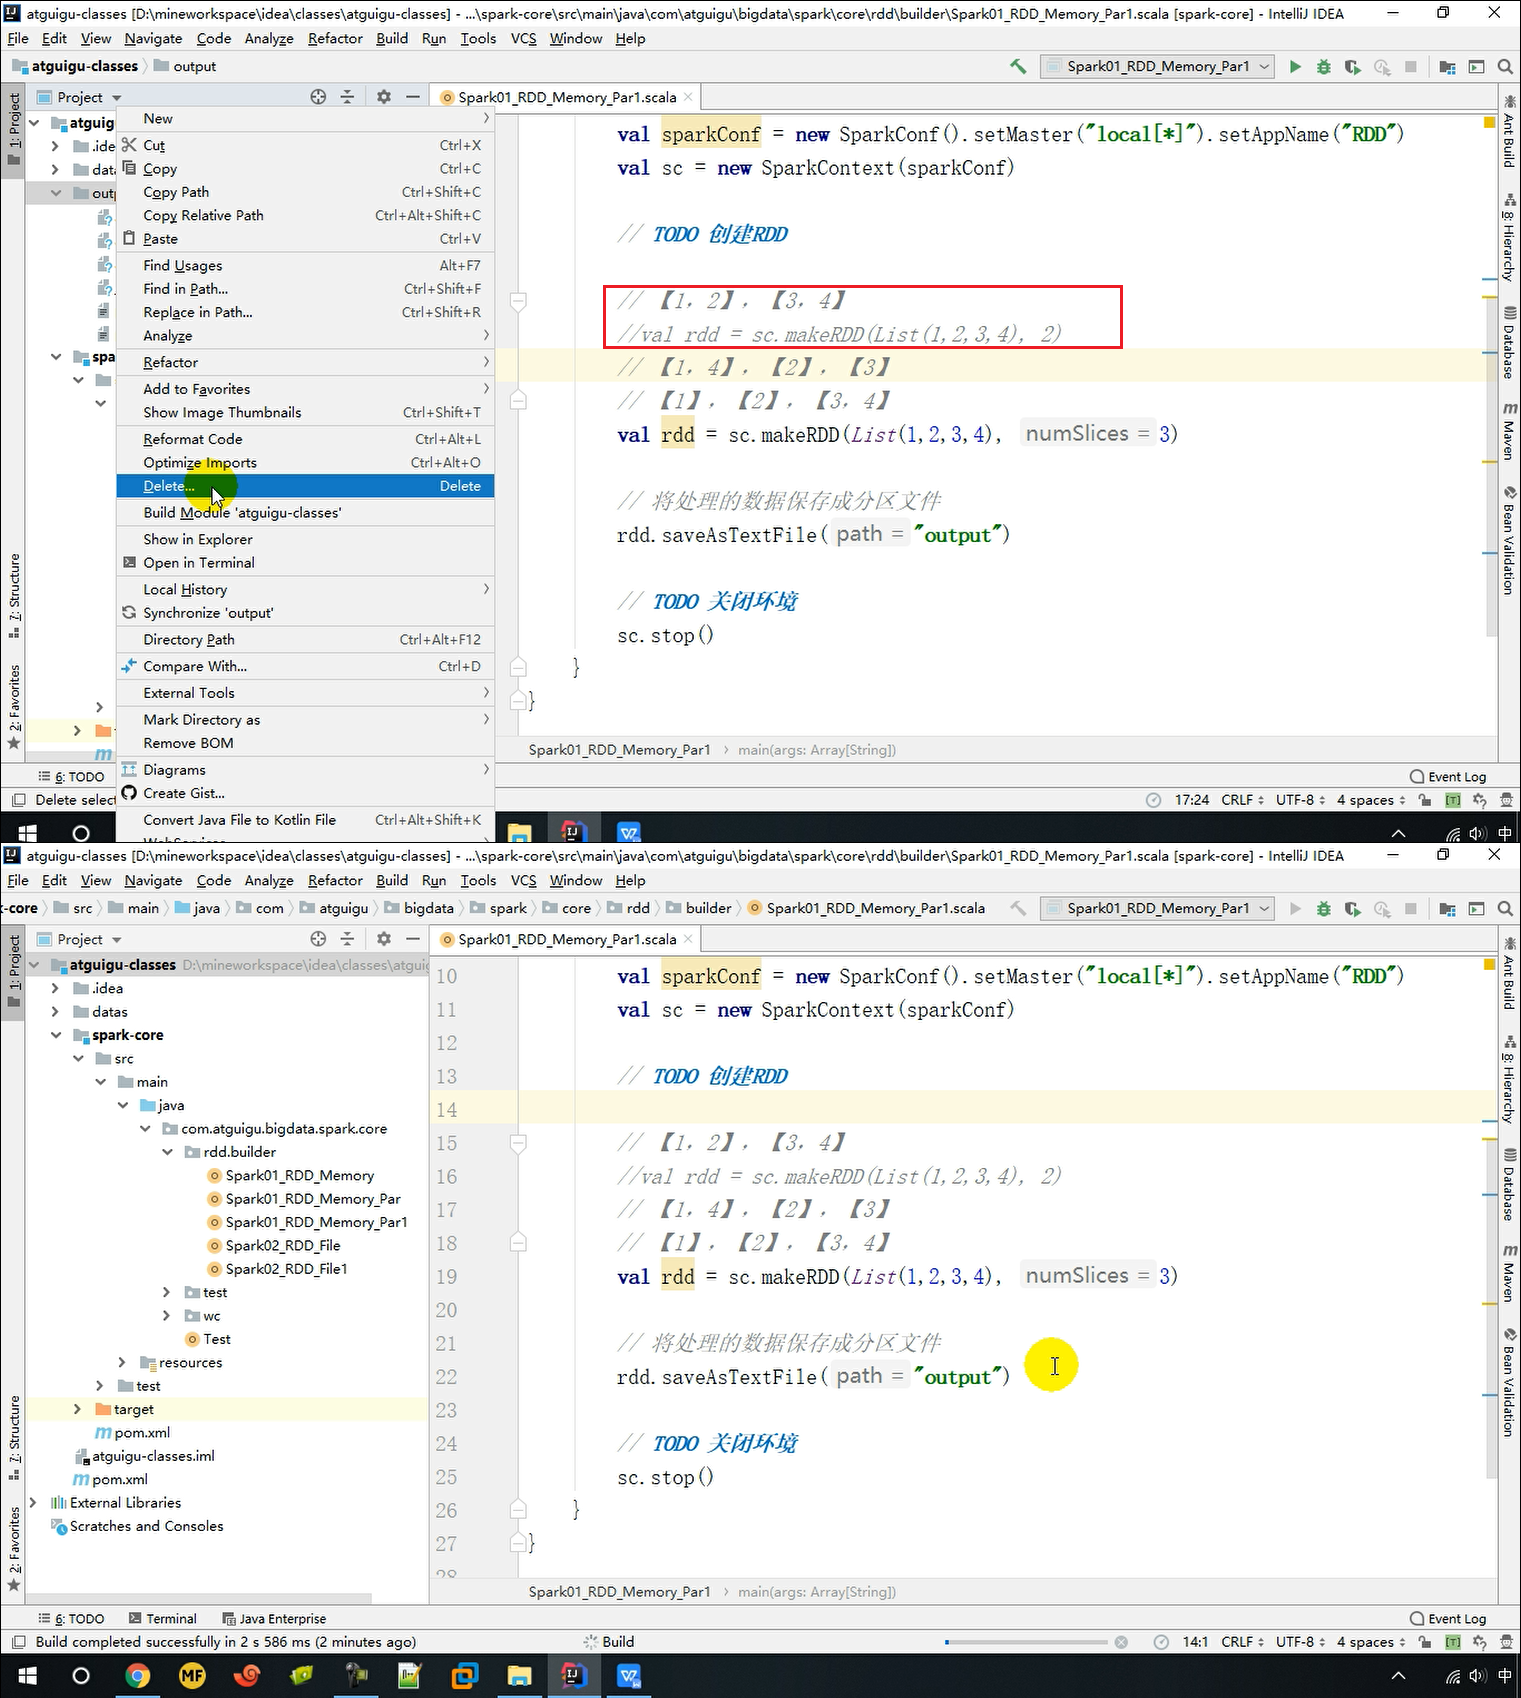 atguigu-classes [D:\mineworkspace\idea\classes\atguigu-classes] - ...\spark-core\src\main\java\com\atguigu\bigdata\spark\core\rdd\builder\Spark01_RDD_Memory_Par1.scala [spark-core] - IntelliJ IDEA
File Edit View Navigate Code Analyze Refactor Build Run Tools VCS Window Help
atguigu-classes output Spark01_RDD_Memory_Par1
Project Spark01_RDD_Memory_Par1.scala
1: Project
7: Structure
2: Favorites
Ant Build
8: Hierarchy
Database
Maven
Bean Validation
New
Cut Ctrl+X
Copy Ctrl+C
Copy Path Ctrl+Shift+C
Copy Relative Path Ctrl+Alt+Shift+C
Paste Ctrl+V
Find Usages Alt+F7
Find in Path... Ctrl+Shift+F
Replace in Path... Ctrl+Shift+R
Analyze
Refactor
Add to Favorites
Show Image Thumbnails Ctrl+Shift+T
Reformat Code Ctrl+Alt+L
Optimize Imports Ctrl+Alt+O
Delete... Delete
Build Module 'atguigu-classes'
Show in Explorer
Open in Terminal
Local History
Synchronize 'output'
Directory Path Ctrl+Alt+F12
Compare With... Ctrl+D
External Tools
Mark Directory as
Remove BOM
Diagrams
Create Gist...
Convert Java File to Kotlin File Ctrl+Alt+Shift+K
val sparkConf = new SparkConf().setMaster("local[*]").setAppName("RDD")
val sc = new SparkContext(sparkConf)
// TODO 创建RDD
// 【1，2】，【3，4】
//val rdd = sc.makeRDD(List(1,2,3,4), 2)
// 【1，4】，【2】，【3】
// 【1】，【2】，【3，4】
val rdd = sc.makeRDD(List(1,2,3,4), numSlices = 3)
// 将处理的数据保存成分区文件
rdd.saveAsTextFile( path = "output")
// TODO 关闭环境
sc.stop()
}
}
Spark01_RDD_Memory_Par1 › main(args: Array[String])
6: TODO Event Log
17:24 CRLF UTF-8 4 spaces
中
atguigu-classes [D:\mineworkspace\idea\classes\atguigu-classes] - ...\spark-core\src\main\java\com\atguigu\bigdata\spark\core\rdd\builder\Spark01_RDD_Memory_Par1.scala [spark-core] - IntelliJ IDEA
File Edit View Navigate Code Analyze Refactor Build Run Tools VCS Window Help
-core src main java com atguigu bigdata spark core rdd builder Spark01_RDD_Memory_Par1.scala Spark01_RDD_Memory_Par1
Project Spark01_RDD_Memory_Par1.scala
1: Project
7: Structure
2: Favorites
Ant Build
8: Hierarchy
Database
Maven
Bean Validation
atguigu-classes D:\mineworkspace\idea\classes\atguig
.idea
datas
spark-core
src
main
java
com.atguigu.bigdata.spark.core
rdd.builder
Spark01_RDD_Memory
Spark01_RDD_Memory_Par
Spark01_RDD_Memory_Par1
Spark02_RDD_File
Spark02_RDD_File1
test
wc
Test
resources
test
target
pom.xml
atguigu-classes.iml
pom.xml
External Libraries
Scratches and Consoles
10 val sparkConf = new SparkConf().setMaster("local[*]").setAppName("RDD")
11 val sc = new SparkContext(sparkConf)
12
13 // TODO 创建RDD
14
15 // 【1，2】，【3，4】
16 //val rdd = sc.makeRDD(List(1,2,3,4), 2)
17 // 【1，4】，【2】，【3】
18 // 【1】，【2】，【3，4】
19 val rdd = sc.makeRDD(List(1,2,3,4), numSlices = 3)
20
21 // 将处理的数据保存成分区文件
22 rdd.saveAsTextFile( path = "output")
23
24 // TODO 关闭环境
25 sc.stop()
26 }
27 }
Spark01_RDD_Memory_Par1 › main(args: Array[String])
6: TODO Terminal Java Enterprise Event Log
Build completed successfully in 2 s 586 ms (2 minutes ago) Build 14:1 CRLF UTF-8 4 spaces
MF 中